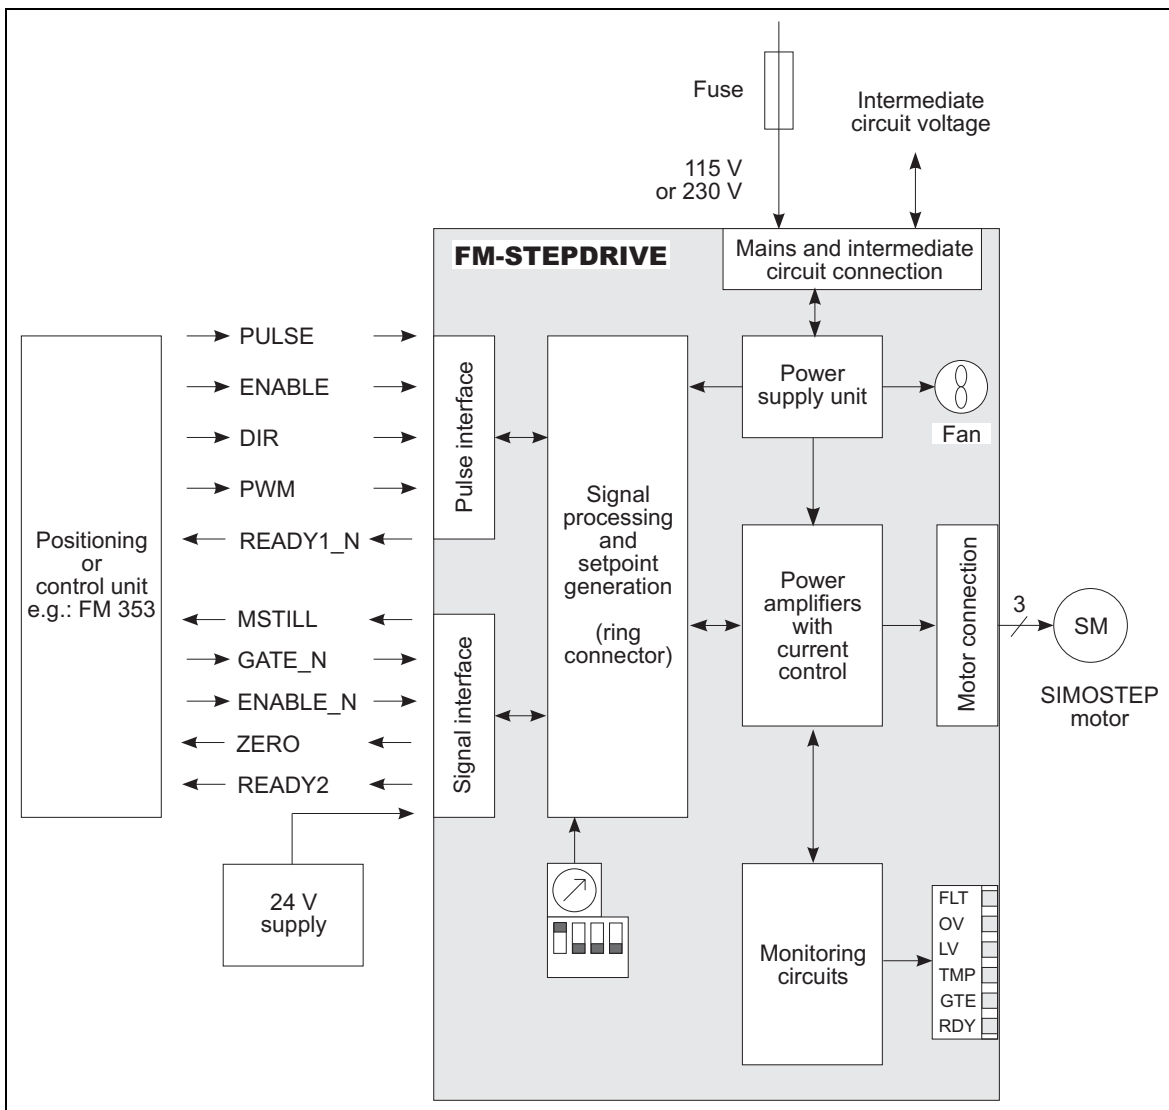 Fuse
Intermediate
circuit voltage
115 V
or 230 V
FM-STEPDRIVE
Mains and intermediate
circuit connection
PULSE
ENABLE
DIR
PWM
READY1_N
Positioning
or
control unit
e.g.: FM 353
MSTILL
GATE_N
ENABLE_N
ZERO
READY2
24 V
supply
Pulse interface
Signal interface
Signal
processing
and
setpoint
generation
(ring
connector)
Power
supply unit
Fan
Power
amplifiers
with
current
control
Motor connection
3
SM
SIMOSTEP
motor
Monitoring
circuits
FLT
OV
LV
TMP
GTE
RDY